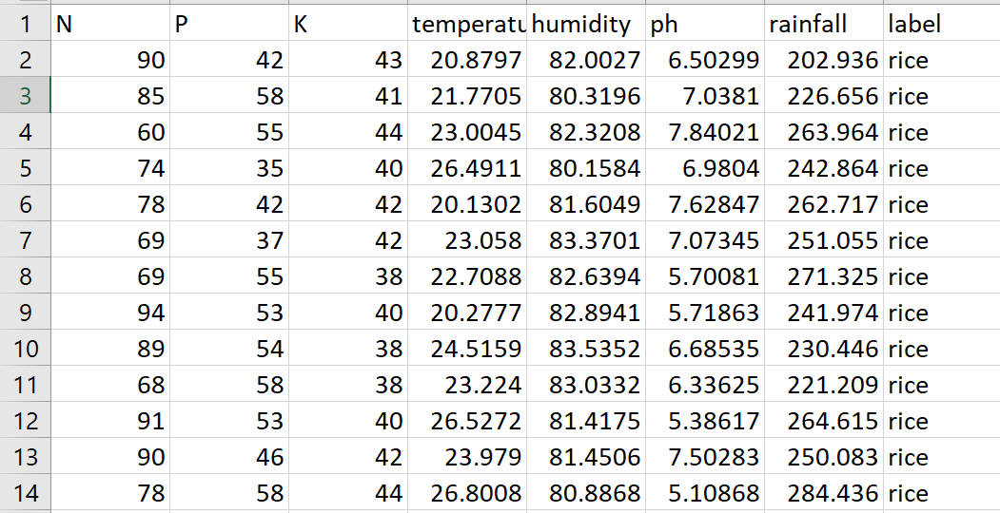 1 N P K temperatu humidity ph rainfall label
2 90 42 43 20.8797 82.0027 6.50299 202.936 rice
3 85 58 41 21.7705 80.3196 7.0381 226.656 rice
4 60 55 44 23.0045 82.3208 7.84021 263.964 rice
5 74 35 40 26.4911 80.1584 6.9804 242.864 rice
6 78 42 42 20.1302 81.6049 7.62847 262.717 rice
7 69 37 42 23.058 83.3701 7.07345 251.055 rice
8 69 55 38 22.7088 82.6394 5.70081 271.325 rice
9 94 53 40 20.2777 82.8941 5.71863 241.974 rice
10 89 54 38 24.5159 83.5352 6.68535 230.446 rice
11 68 58 38 23.224 83.0332 6.33625 221.209 rice
12 91 53 40 26.5272 81.4175 5.38617 264.615 rice
13 90 46 42 23.979 81.4506 7.50283 250.083 rice
14 78 58 44 26.8008 80.8868 5.10868 284.436 rice